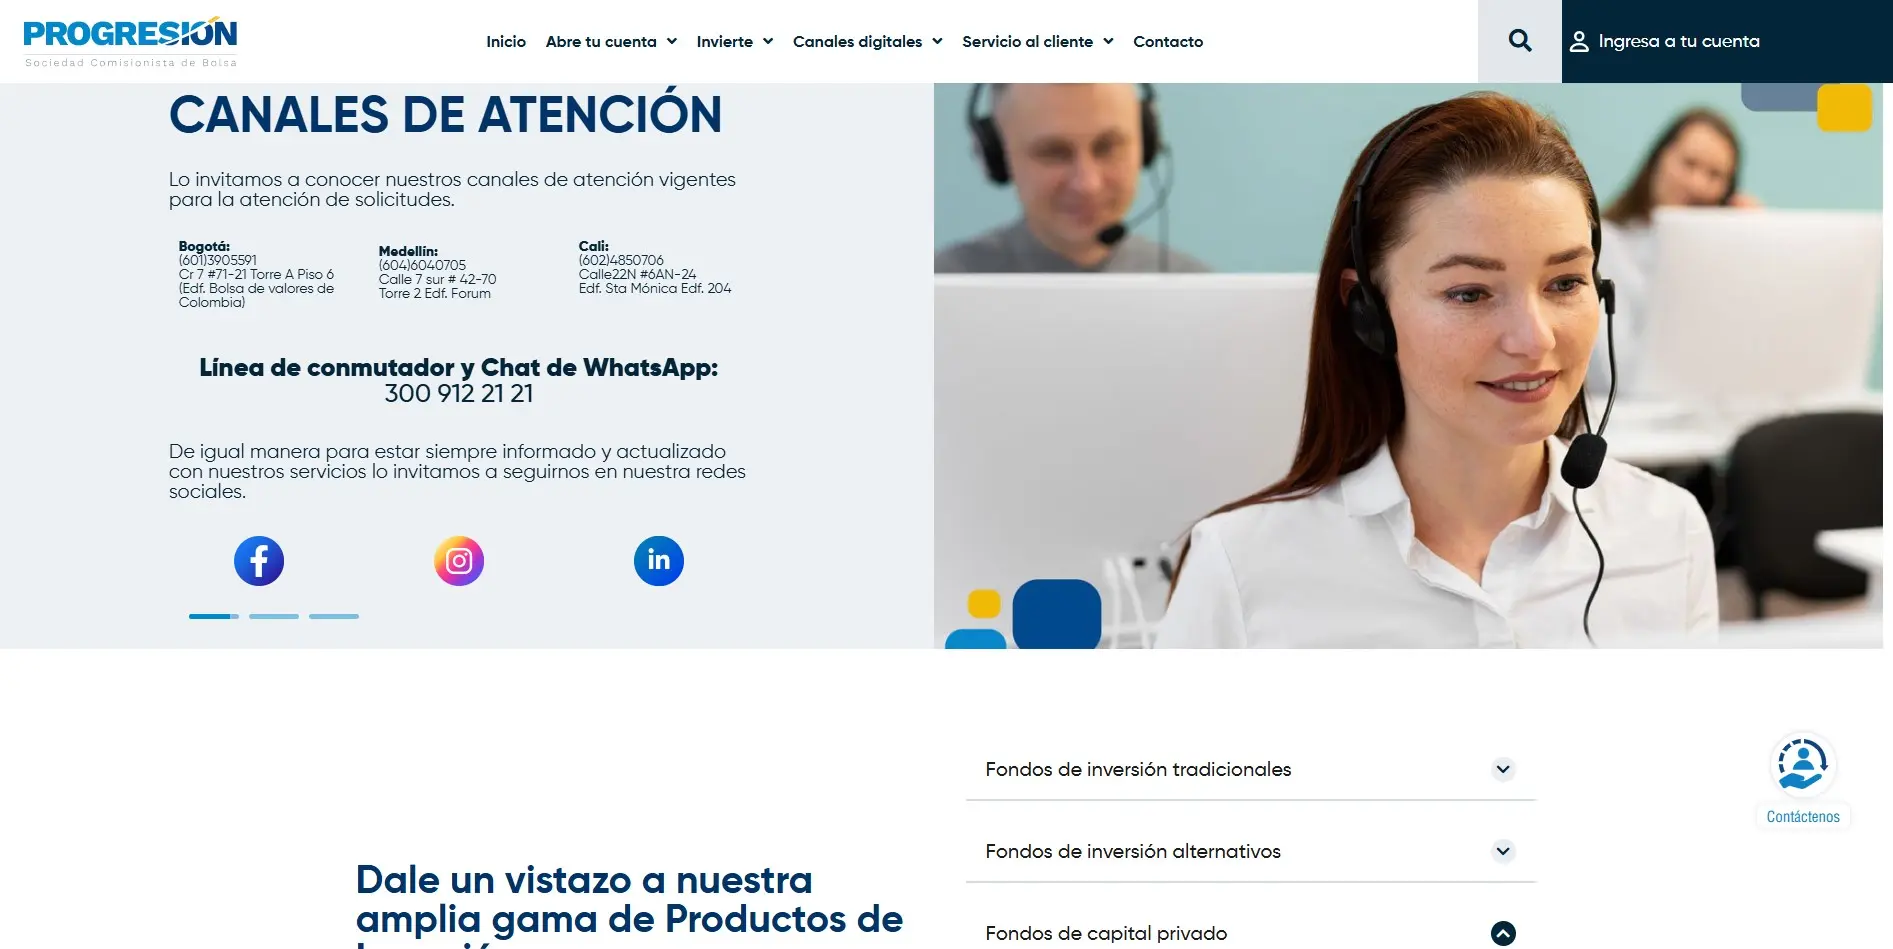 PROGRESIÓN
Sociedad Comisionista de Bolsa
Inicio
Abre tu cuenta
Invierte
Canales digitales
Servicio al cliente
Contacto
Ingresa a tu cuenta
CANALES DE ATENCIÓN
Lo invitamos a conocer nuestros canales de atención vigentes
para la atención de solicitudes.
Bogotá:
(601)3905591
Cr 7 #71-21 Torre A Piso 6
(Edf. Bolsa de valores de
Colombia)
Medellín:
(604)6040705
Calle 7 sur # 42-70
Torre 2 Edf. Forum
Cali:
(602)4850706
Calle22N #6AN-24
Edf. Sta Mónica Edf. 204
Línea de conmutador y Chat de WhatsApp:
300 912 21 21
De igual manera para estar siempre informado y actualizado
con nuestros servicios lo invitamos a seguirnos en nuestra redes
sociales.
Dale un vistazo a nuestra
amplia gama de Productos de
Fondos de inversión tradicionales
Fondos de inversión alternativos
Fondos de capital privado
Contáctenos